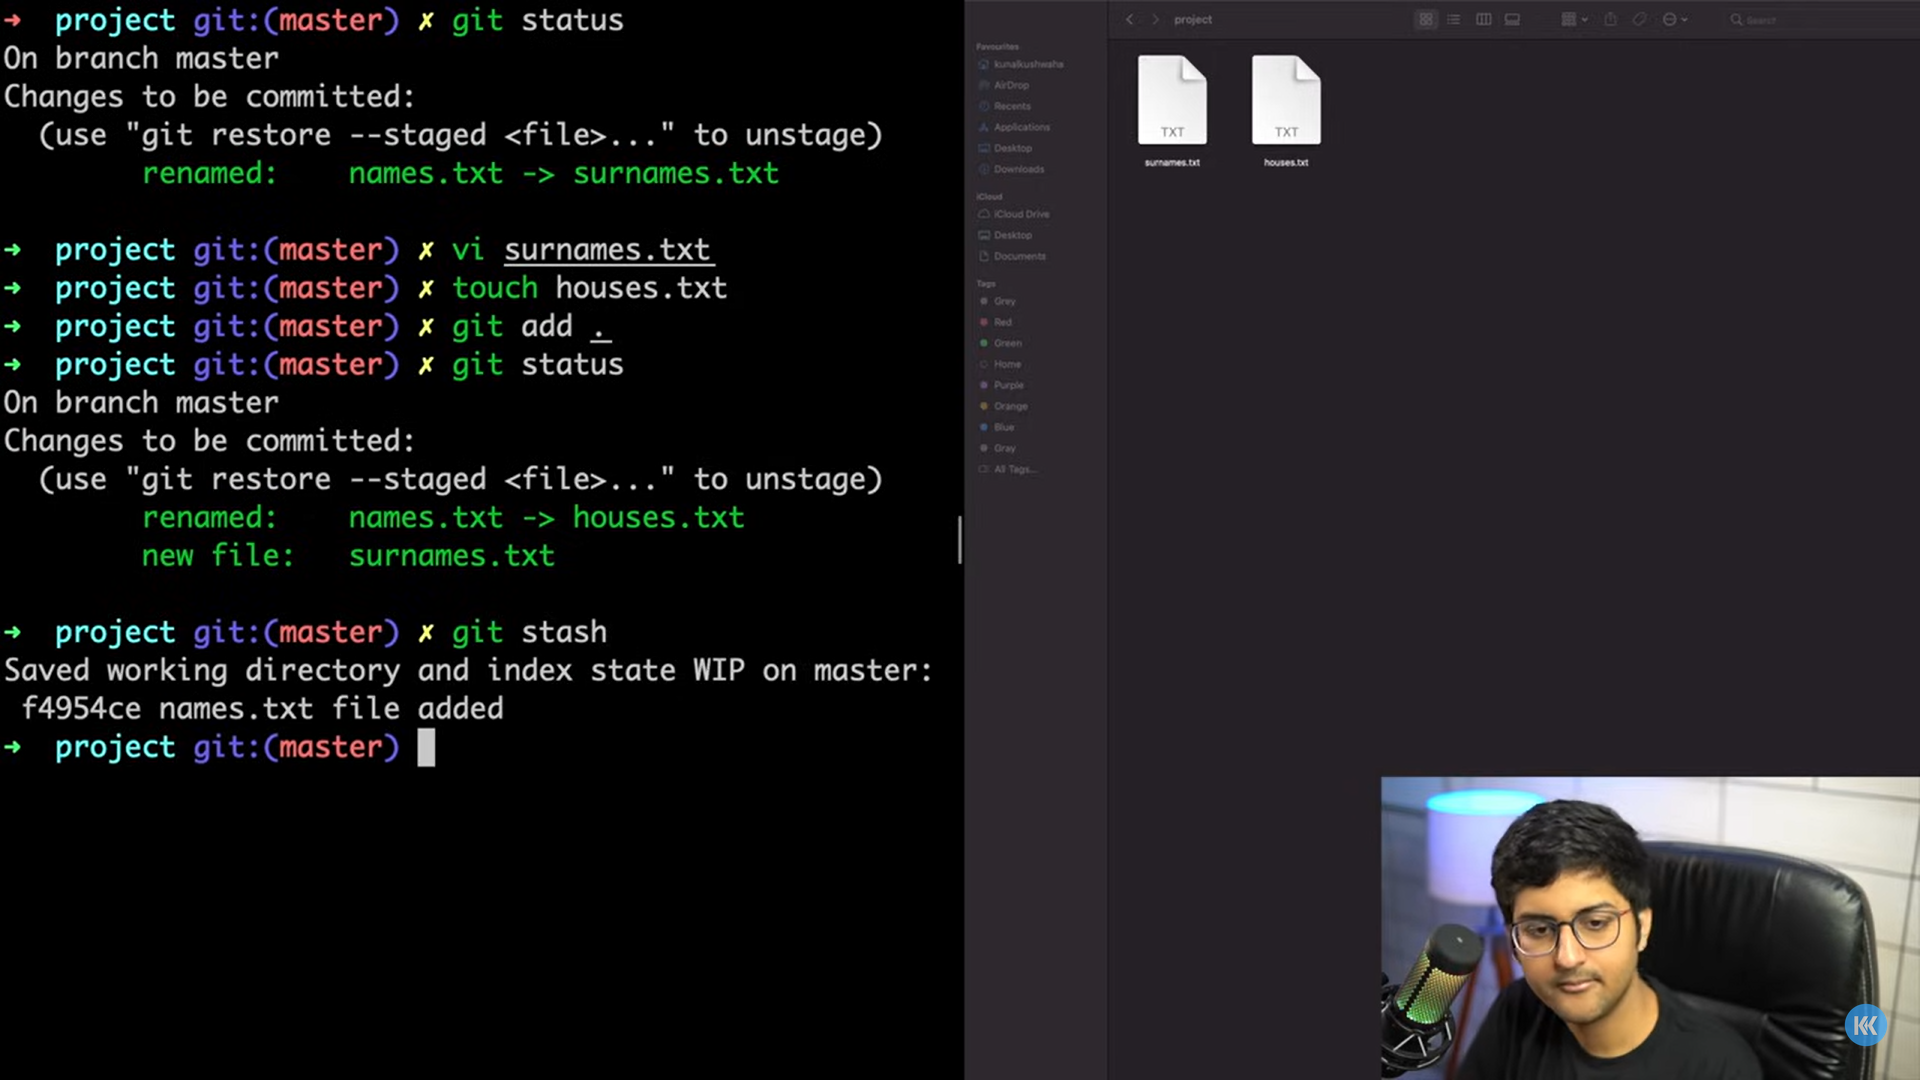 → project git:(master) ✗ git status
On branch master
Changes to be committed:
(use "git restore --staged <file>..." to unstage)
renamed: names.txt -> surnames.txt
→ project git:(master) ✗ vi surnames.txt
→ project git:(master) ✗ touch houses.txt
→ project git:(master) ✗ git add .
→ project git:(master) ✗ git status
On branch master
Changes to be committed:
(use "git restore --staged <file>..." to unstage)
renamed: names.txt -> houses.txt
new file: surnames.txt
→ project git:(master) ✗ git stash
Saved working directory and index state WIP on master:
f4954ce names.txt file added
→ project git:(master)
project
Search
Favourites
kunalkushwaha
AirDrop
Recents
Applications
Desktop
Downloads
iCloud
iCloud Drive
Desktop
Documents
Tags
Grey
Red
Green
Home
Purple
Orange
Blue
Gray
All Tags...
TXT
surnames.txt
TXT
houses.txt
KK